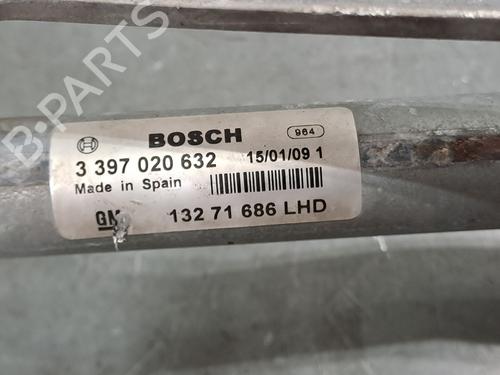 B-PARTS
BOSCH 964
3 397 020 632 15/01/09 1
Made in Spain
GM 132 71 686 LHD